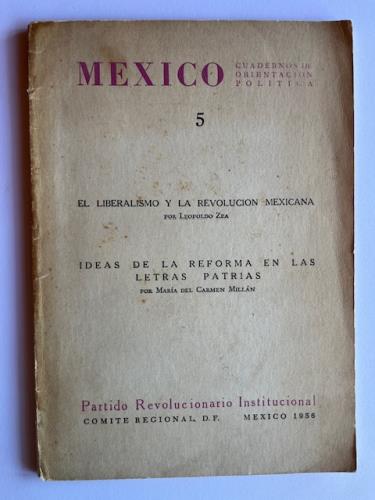 MEXICO
CUADERNOS DE
ORIENTACION
POLITICA
5
EL LIBERALISMO Y LA REVOLUCION MEXICANA
POR LEOPOLDO ZEA
IDEAS DE LA REFORMA EN LAS
LETRAS PATRIAS
POR MARÍA DEL CARMEN MILLÁN
Partido Revolucionario Institucional
COMITE REGIONAL, D.F. MEXICO 1956